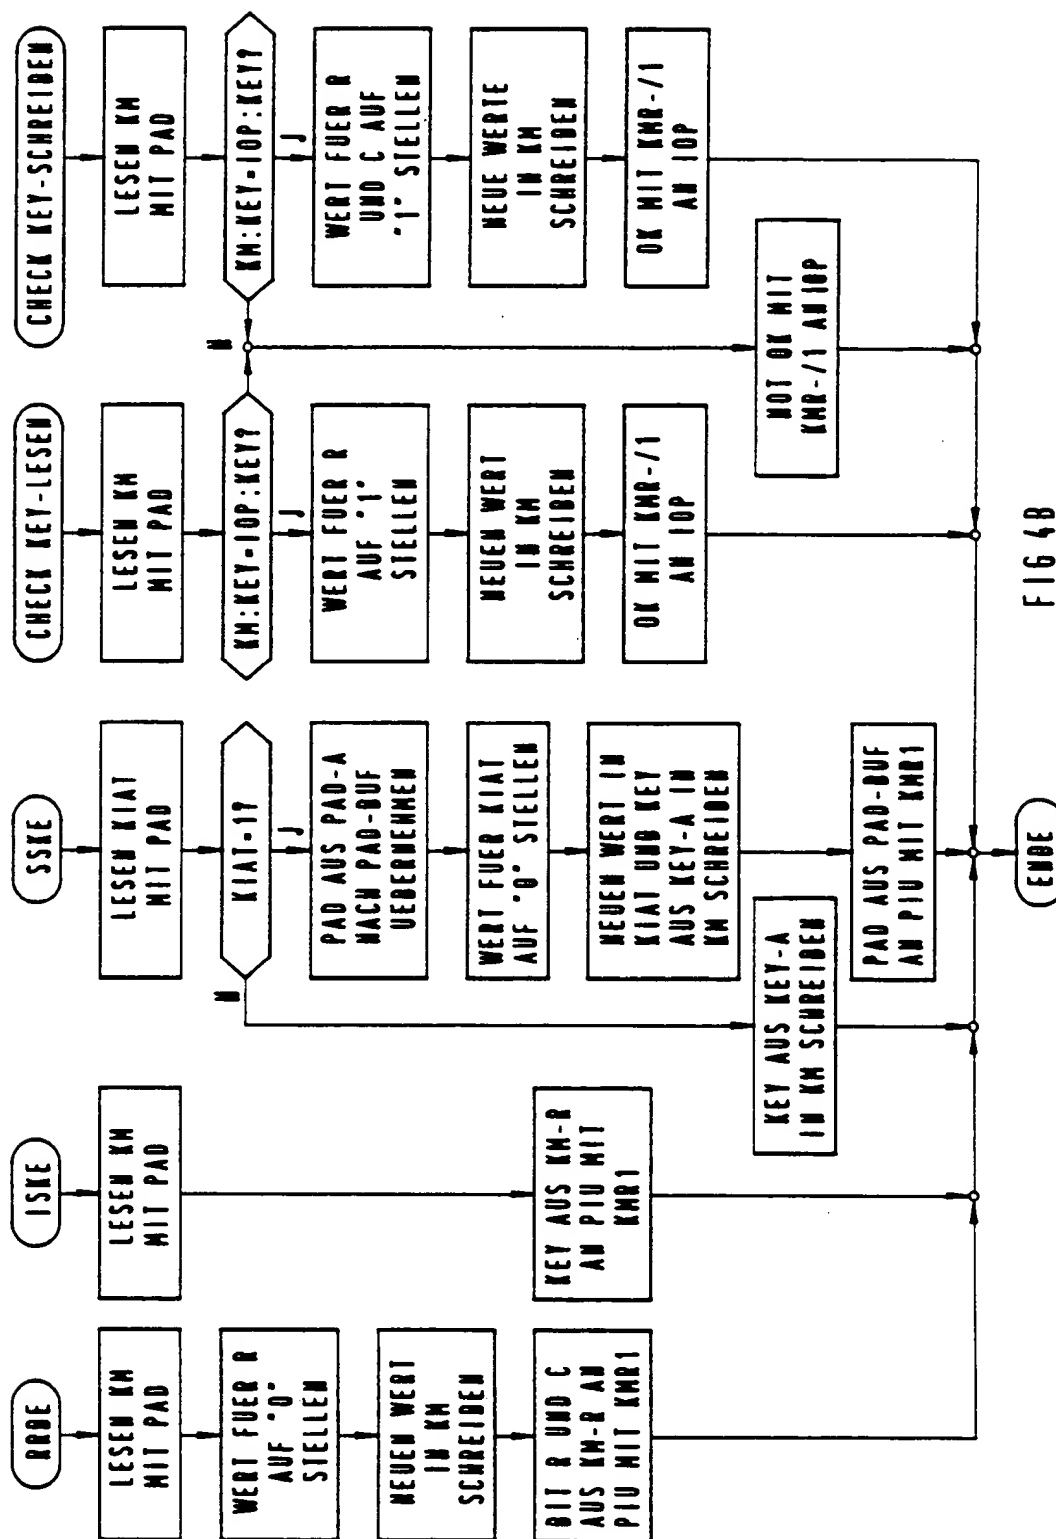 RRBE
LESEN KM
MIT PAD
WERT FUER R
AUF "0"
STELLEN
NEUEN WERT
IN KM
SCHREIBEN
BIT R UND C
AUS KM-R AN
PIU MIT KMR1
ISKE
LESEN KM
MIT PAD
KEY AUS KM-R
AN PIU MIT
KMR1
SSKE
LESEN KIAT
MIT PAD
KIAT=1?
N
J
PAD AUS PAD-A
NACH PAD-BUF
UEBERNEHMEN
WERT FUER KIAT
AUF "0" STELLEN
NEUEN WERT IN
KIAT UND KEY
AUS KEY-A IN
KM SCHREIBEN
KEY AUS KEY-A
IN KM SCHREIBEN
PAD AUS PAD-BUF
AN PIU MIT KMR1
CHECK KEY-LESEN
LESEN KM
MIT PAD
KM:KEY=IOP:KEY?
N
J
WERT FUER R
AUF "1"
STELLEN
NEUEN WERT
IN KM
SCHREIBEN
OK MIT KMR-/1
AN IOP
CHECK KEY-SCHREIBEN
LESEN KM
MIT PAD
KM:KEY=IOP:KEY?
J
WERT FUER R
UND C AUF
"1" STELLEN
NEUE WERTE
IN KM
SCHREIBEN
OK MIT KMR-/1
AN IOP
NOT OK MIT
KMR-/1 AN IOP
ENDE
FIG 4B